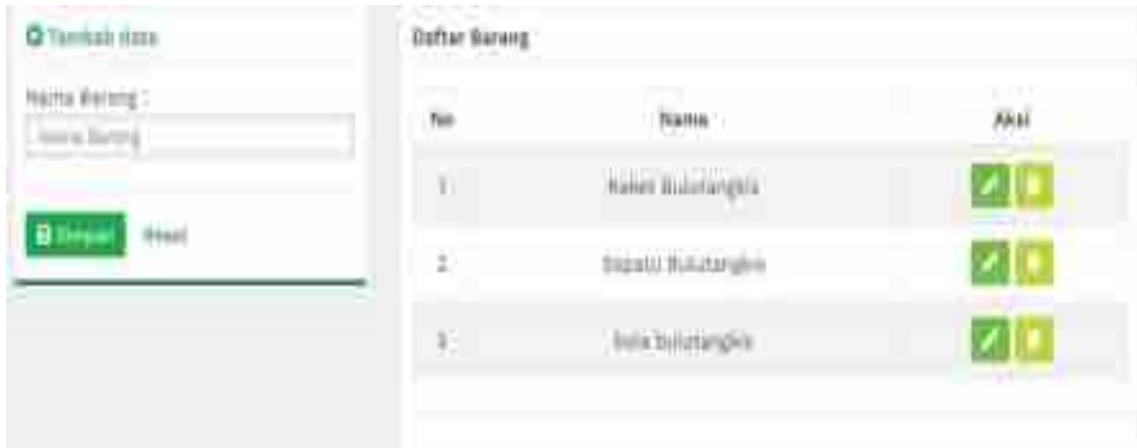 Tambah data
Nama Barang :
Nama Barang
Simpan Reset
Daftar Barang
No Nama Aksi
1 Raket Bulutangkis
2 Sepatu Bulutangkis
3 Bola bulutangkis